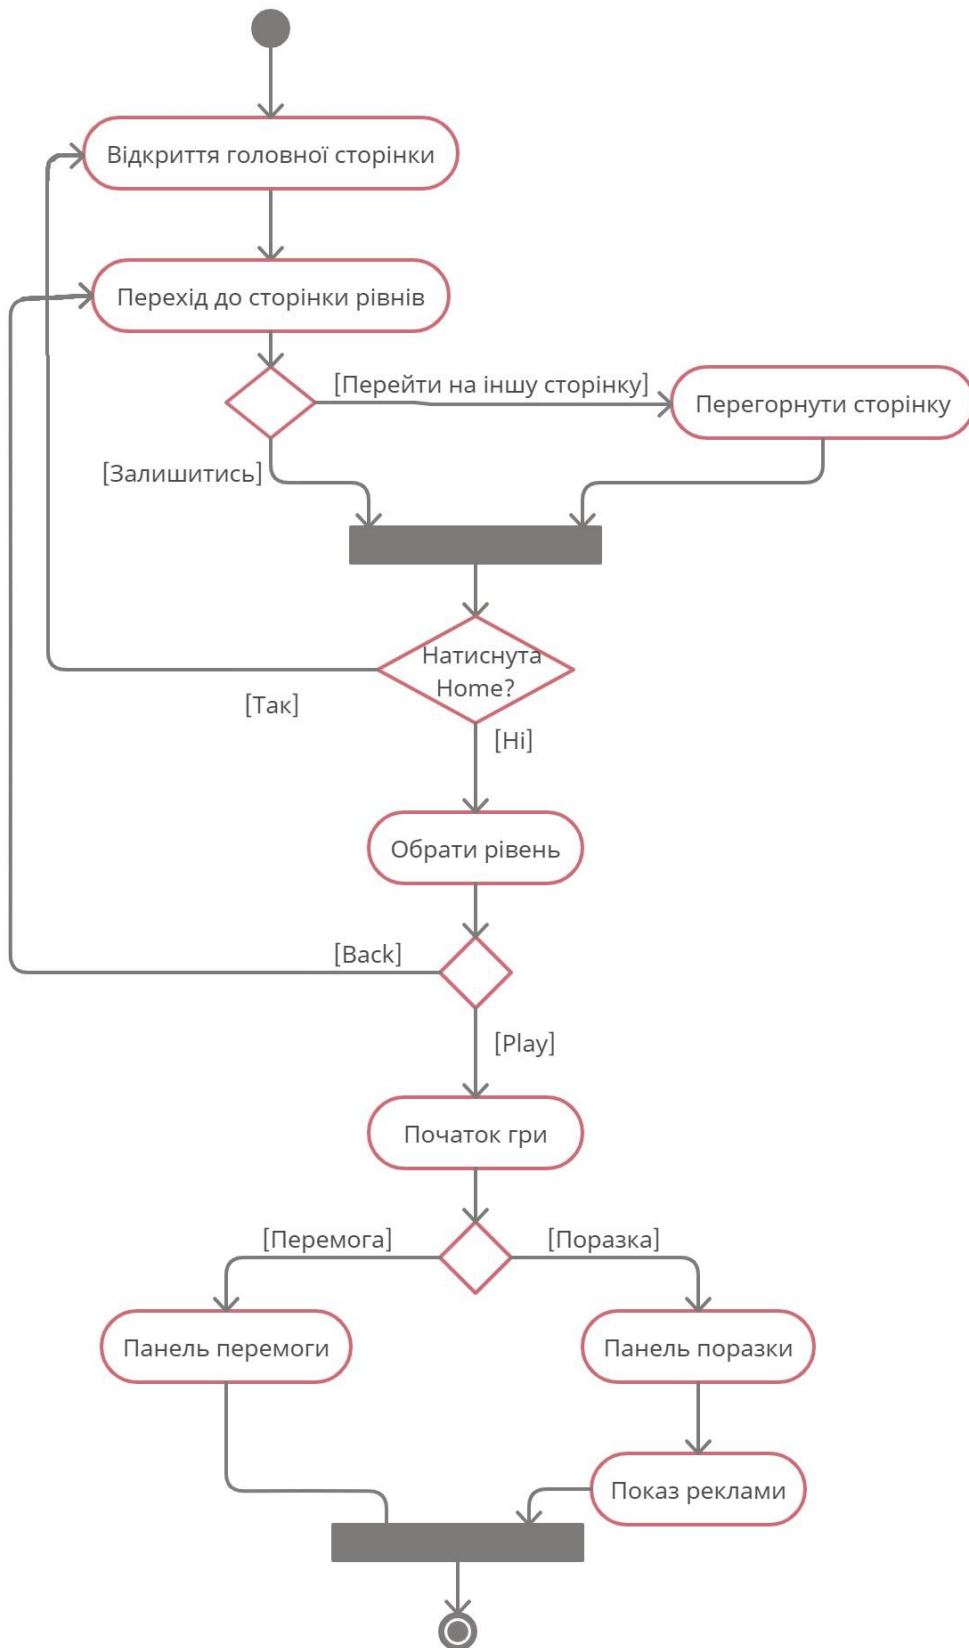 Відкриття головної сторінки
Перехід до сторінки рівнів
[Перейти на іншу сторінку]
Перегорнути сторінку
[Залишитись]
Натиснута
Home?
[Так]
[Ні]
Обрати рівень
[Back]
[Play]
Початок гри
[Перемога]
[Поразка]
Панель перемоги
Панель поразки
Показ реклами